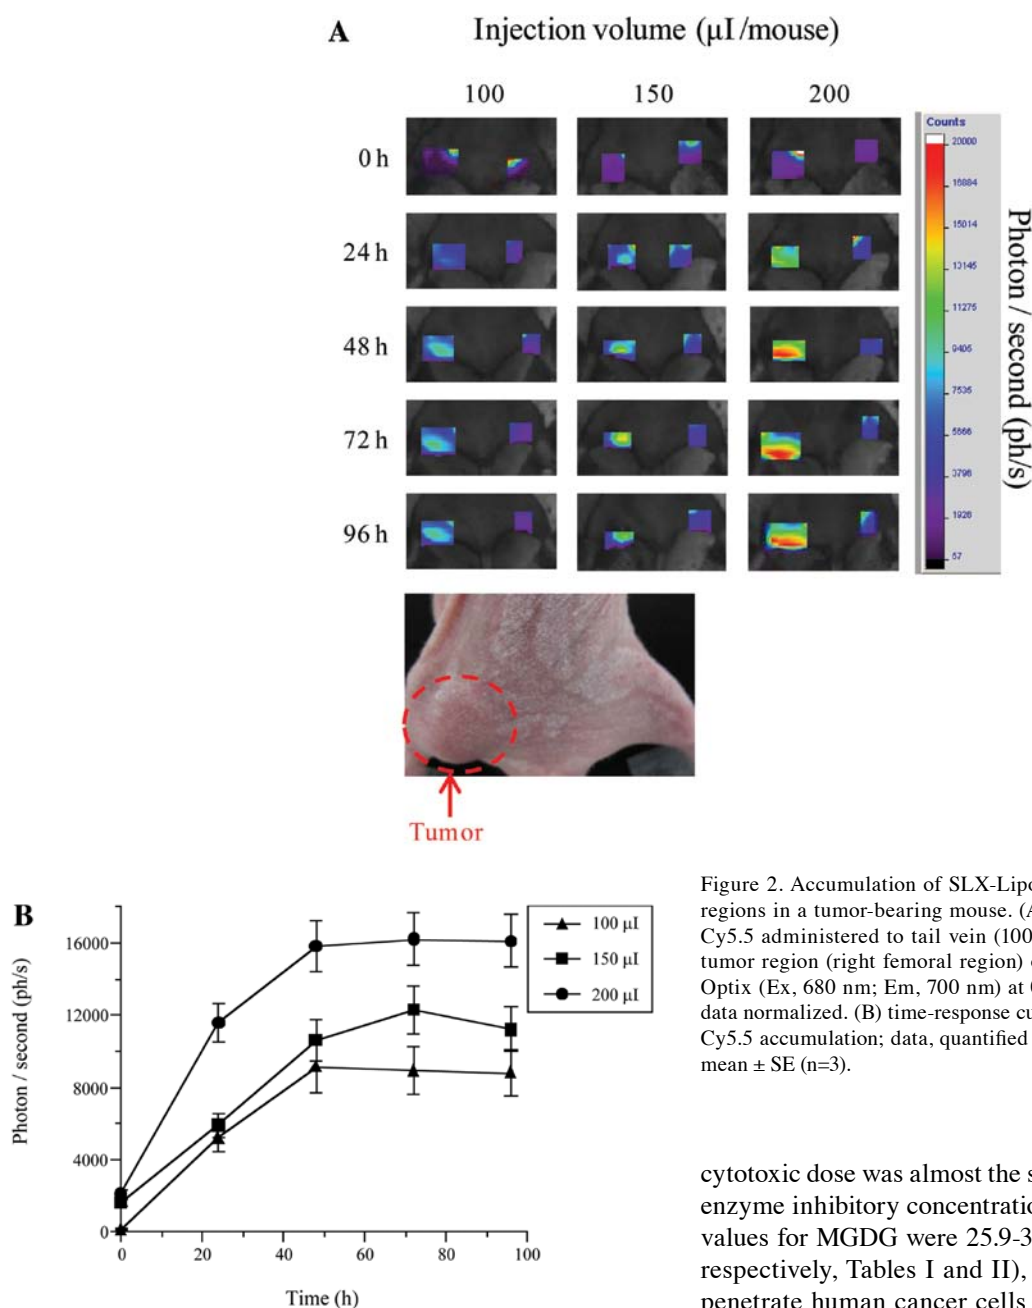 A
Injection volume (μl/mouse)
100 150 200
0 h
24 h
48 h
72 h
96 h
Counts
20000
16884
15014
13145
11275
9405
7535
5666
3796
1926
57
Photon / second (ph/s)
Tumor
B
Photon / second (ph/s)
16000
12000
8000
4000
0
0 20 40 60 80 100
Time (h)
100 μl
150 μl
200 μl
Figure 2. Accumulation of SLX-Lipo
regions in a tumor-bearing mouse. (A
Cy5.5 administered to tail vein (100
tumor region (right femoral region)
Optix (Ex, 680 nm; Em, 700 nm) at
data normalized. (B) time-response cu
Cy5.5 accumulation; data, quantified
mean ± SE (n=3).
cytotoxic dose was almost the s
enzyme inhibitory concentratio
values for MGDG were 25.9-3
respectively, Tables I and II),
penetrate human cancer cells